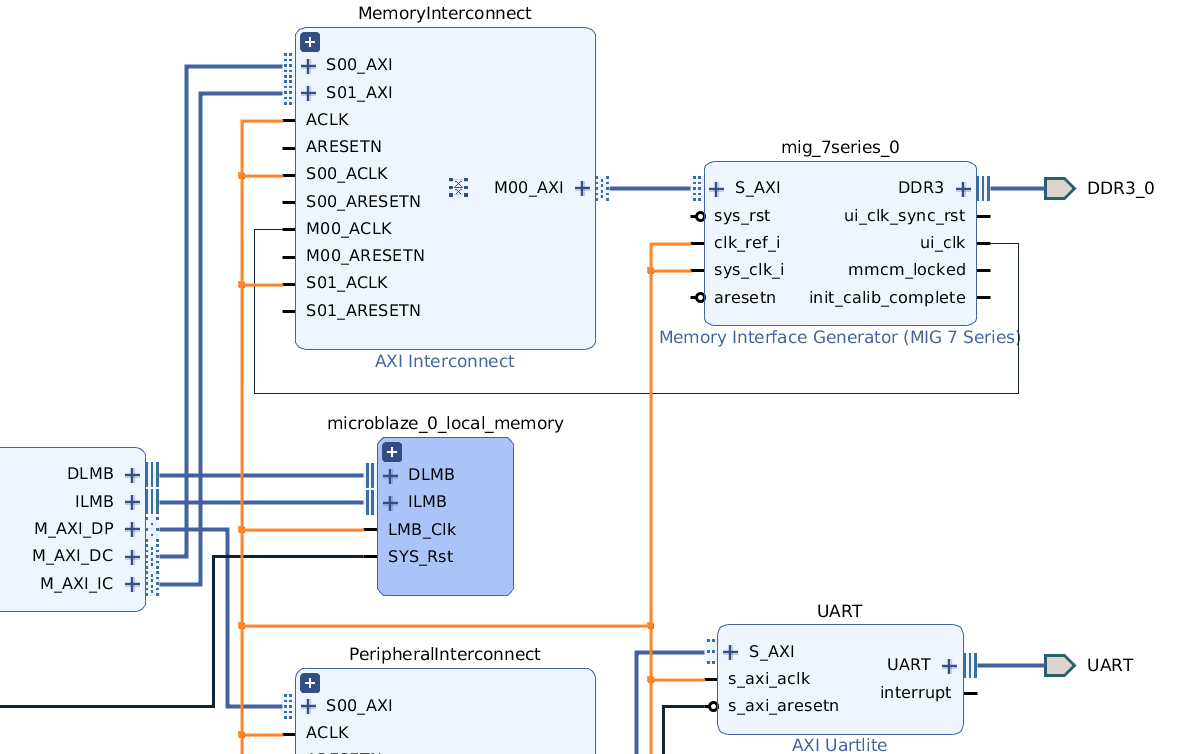 MemoryInterconnect
S00_AXI
S01_AXI
ACLK
ARESETN
S00_ACLK
S00_ARESETN
M00_ACLK
M00_ARESETN
S01_ACLK
S01_ARESETN
M00_AXI
AXI Interconnect
mig_7series_0
S_AXI
sys_rst
clk_ref_i
sys_clk_i
aresetn
DDR3
ui_clk_sync_rst
ui_clk
mmcm_locked
init_calib_complete
Memory Interface Generator (MIG 7 Series)
DDR3_0
microblaze_0_local_memory
DLMB
ILMB
LMB_Clk
SYS_Rst
DLMB
ILMB
M_AXI_DP
M_AXI_DC
M_AXI_IC
PeripheralInterconnect
S00_AXI
ACLK
ARESETN
UART
S_AXI
s_axi_aclk
s_axi_aresetn
UART
interrupt
AXI Uartlite
UART